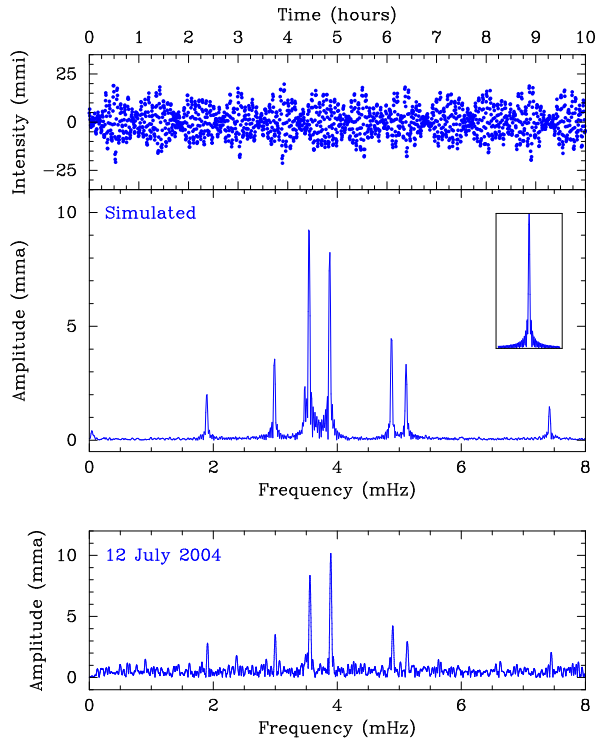 Time (hours)
0 1 2 3 4 5 6 7 8 9 10
Intensity (mmi)
25
0
−25
Simulated
Amplitude (mma)
10
5
0
0 2 4 6 8
Frequency (mHz)
12 July 2004
Amplitude (mma)
10
5
0
0 2 4 6 8
Frequency (mHz)